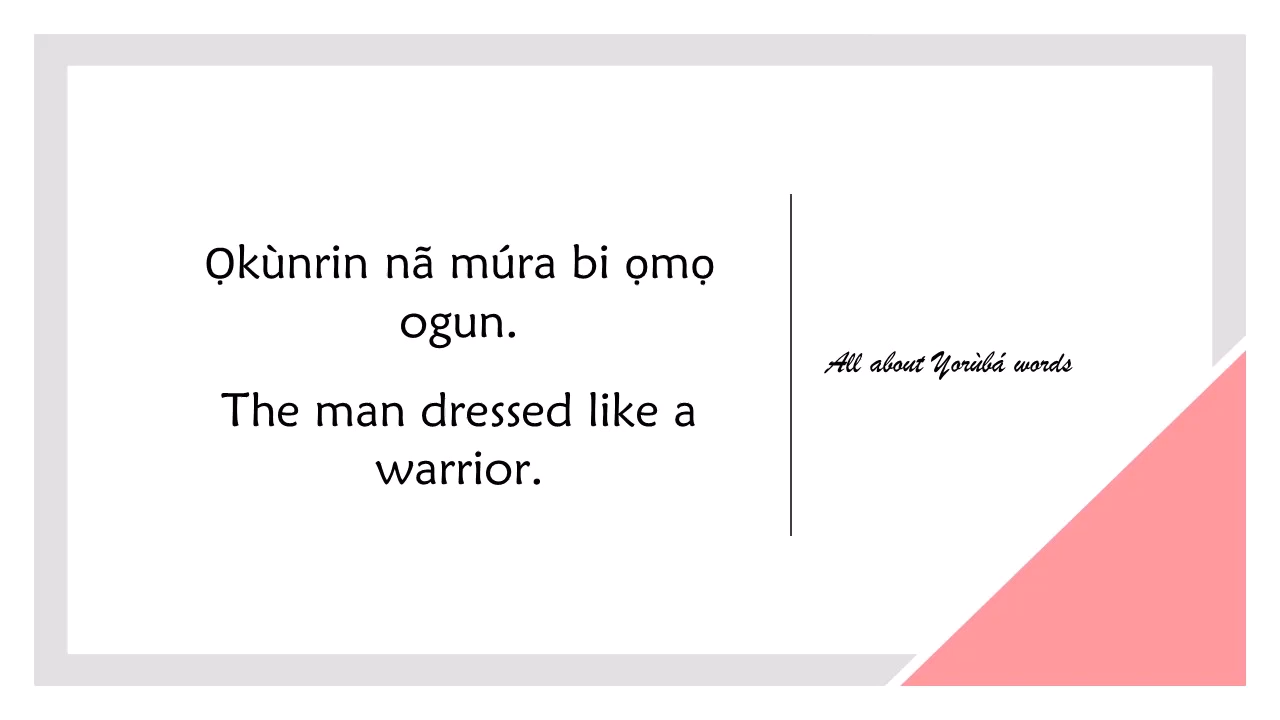 Ọkùnrin nã múra bi ọmọ
ogun.
The man dressed like a
warrior.
All about Yorùbá words